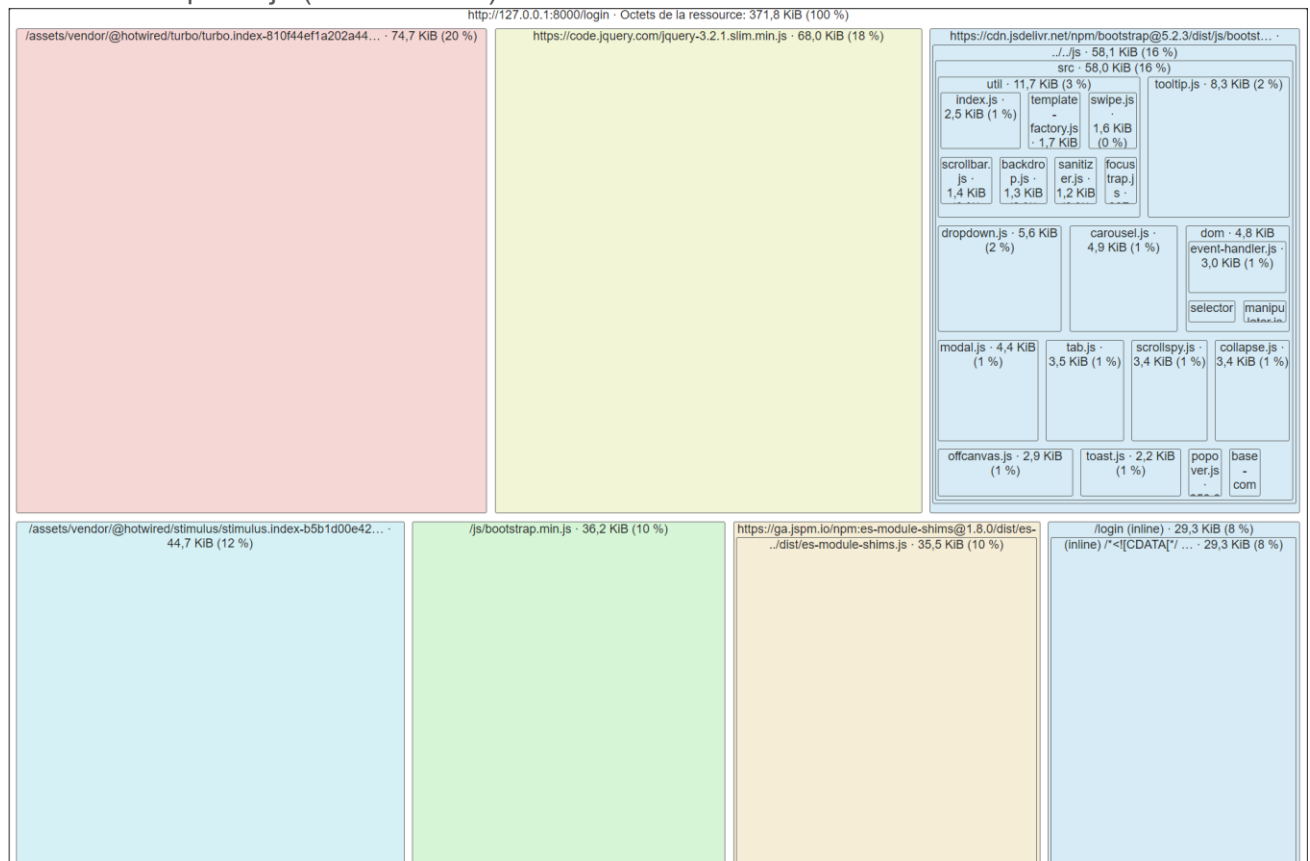 http://127.0.0.1:8000/login · Octets de la ressource: 371,8 KiB (100 %)
/assets/vendor/@hotwired/turbo/turbo.index-810f44ef1a202a44… · 74,7 KiB (20 %)
https://code.jquery.com/jquery-3.2.1.slim.min.js · 68,0 KiB (18 %)
https://cdn.jsdelivr.net/npm/bootstrap@5.2.3/dist/js/bootst… ·
../../js · 58,1 KiB (16 %)
src · 58,0 KiB (16 %)
util · 11,7 KiB (3 %)
index.js ·
2,5 KiB (1 %)
template
-
factory.js
· 1,7 KiB
swipe.js
·
1,6 KiB
(0 %)
scrollbar.
js ·
1,4 KiB
backdro
p.js ·
1,3 KiB
sanitiz
er.js ·
1,2 KiB
focus
trap.j
s ·
tooltip.js · 8,3 KiB (2 %)
dropdown.js · 5,6 KiB
(2 %)
carousel.js ·
4,9 KiB (1 %)
dom · 4,8 KiB
event-handler.js ·
3,0 KiB (1 %)
selector
manipu
modal.js · 4,4 KiB
(1 %)
tab.js ·
3,5 KiB (1 %)
scrollspy.js ·
3,4 KiB (1 %)
collapse.js ·
3,4 KiB (1 %)
offcanvas.js · 2,9 KiB
(1 %)
toast.js · 2,2 KiB
(1 %)
popo
ver.js
·
base
-
com
/assets/vendor/@hotwired/stimulus/stimulus.index-b5b1d00e42… ·
44,7 KiB (12 %)
/js/bootstrap.min.js · 36,2 KiB (10 %)
https://ga.jspm.io/npm:es-module-shims@1.8.0/dist/es-
../dist/es-module-shims.js · 35,5 KiB (10 %)
/login (inline) · 29,3 KiB (8 %)
(inline) /*<![CDATA[*/ … · 29,3 KiB (8 %)